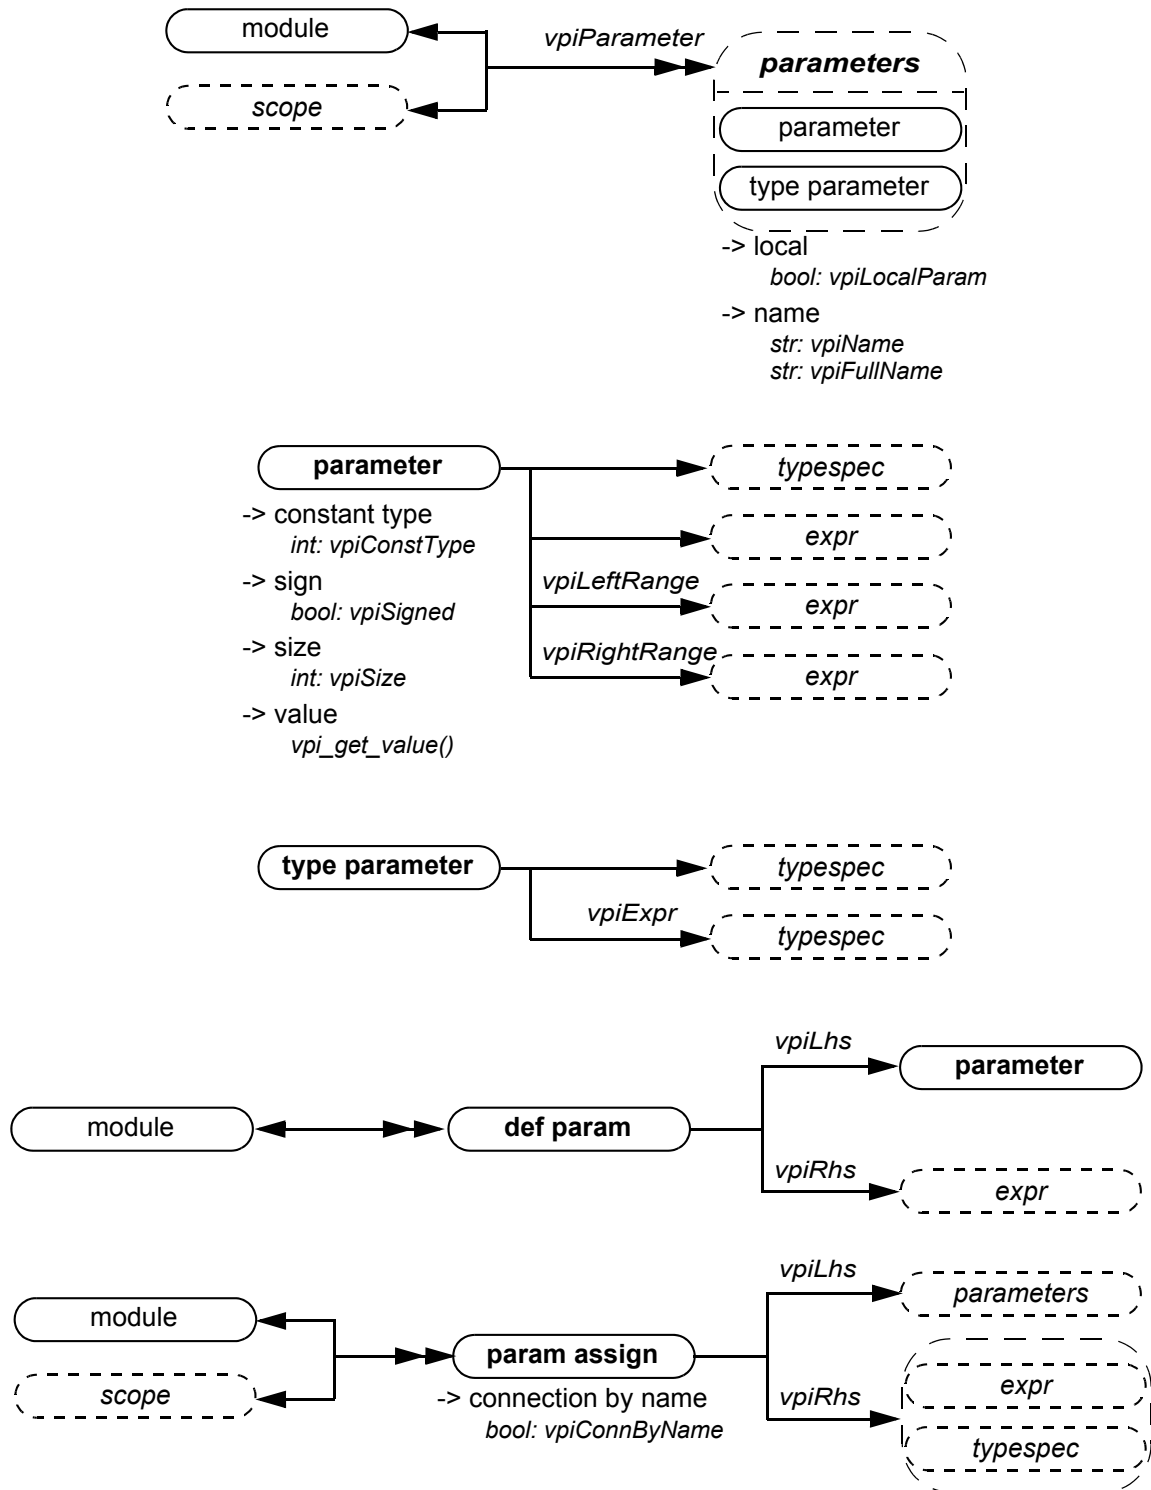 module
vpiParameter
parameters
scope
parameter
type parameter
-> local
bool: vpiLocalParam
-> name
str: vpiName
str: vpiFullName
parameter
typespec
-> constant type
int: vpiConstType
expr
-> sign
bool: vpiSigned
vpiLeftRange
expr
-> size
int: vpiSize
vpiRightRange
expr
-> value
vpi_get_value()
type parameter
typespec
vpiExpr
typespec
vpiLhs
parameter
module
def param
vpiRhs
expr
vpiLhs
parameters
module
scope
param assign
-> connection by name
bool: vpiConnByName
vpiRhs
expr
typespec